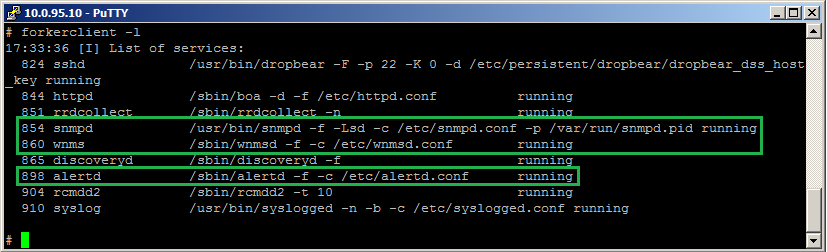 10.0.95.10 - PuTTY
# forkerclient -l
17:33:36 [I] List of services:
824 sshd /usr/bin/dropbear -F -p 22 -K 0 -d /etc/persistent/dropbear/dropbear_dss_host
_key running
844 httpd /sbin/boa -d -f /etc/httpd.conf running
851 rrdcollect /sbin/rrdcollect -n running
854 snmpd /usr/bin/snmpd -f -Lsd -c /etc/snmpd.conf -p /var/run/snmpd.pid running
860 wnms /sbin/wnmsd -f -c /etc/wnmsd.conf running
865 discoveryd /sbin/discoveryd -f running
898 alertd /sbin/alertd -f -c /etc/alertd.conf running
904 rcmdd2 /sbin/rcmdd2 -t 10 running
910 syslog /usr/bin/syslogged -n -b -c /etc/syslogged.conf running
#